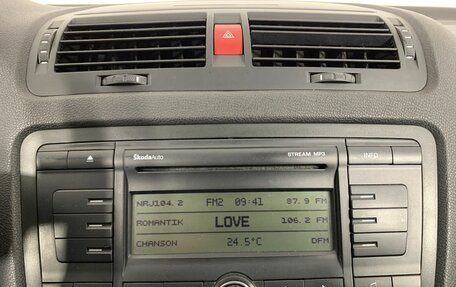 ŠkodaAuto STREAM MP3 INFO
NRJ104.2 FM2 09:41 87.9 FM
ROMANTIK LOVE 106.2 FM
CHANSON 24.5°C DFM